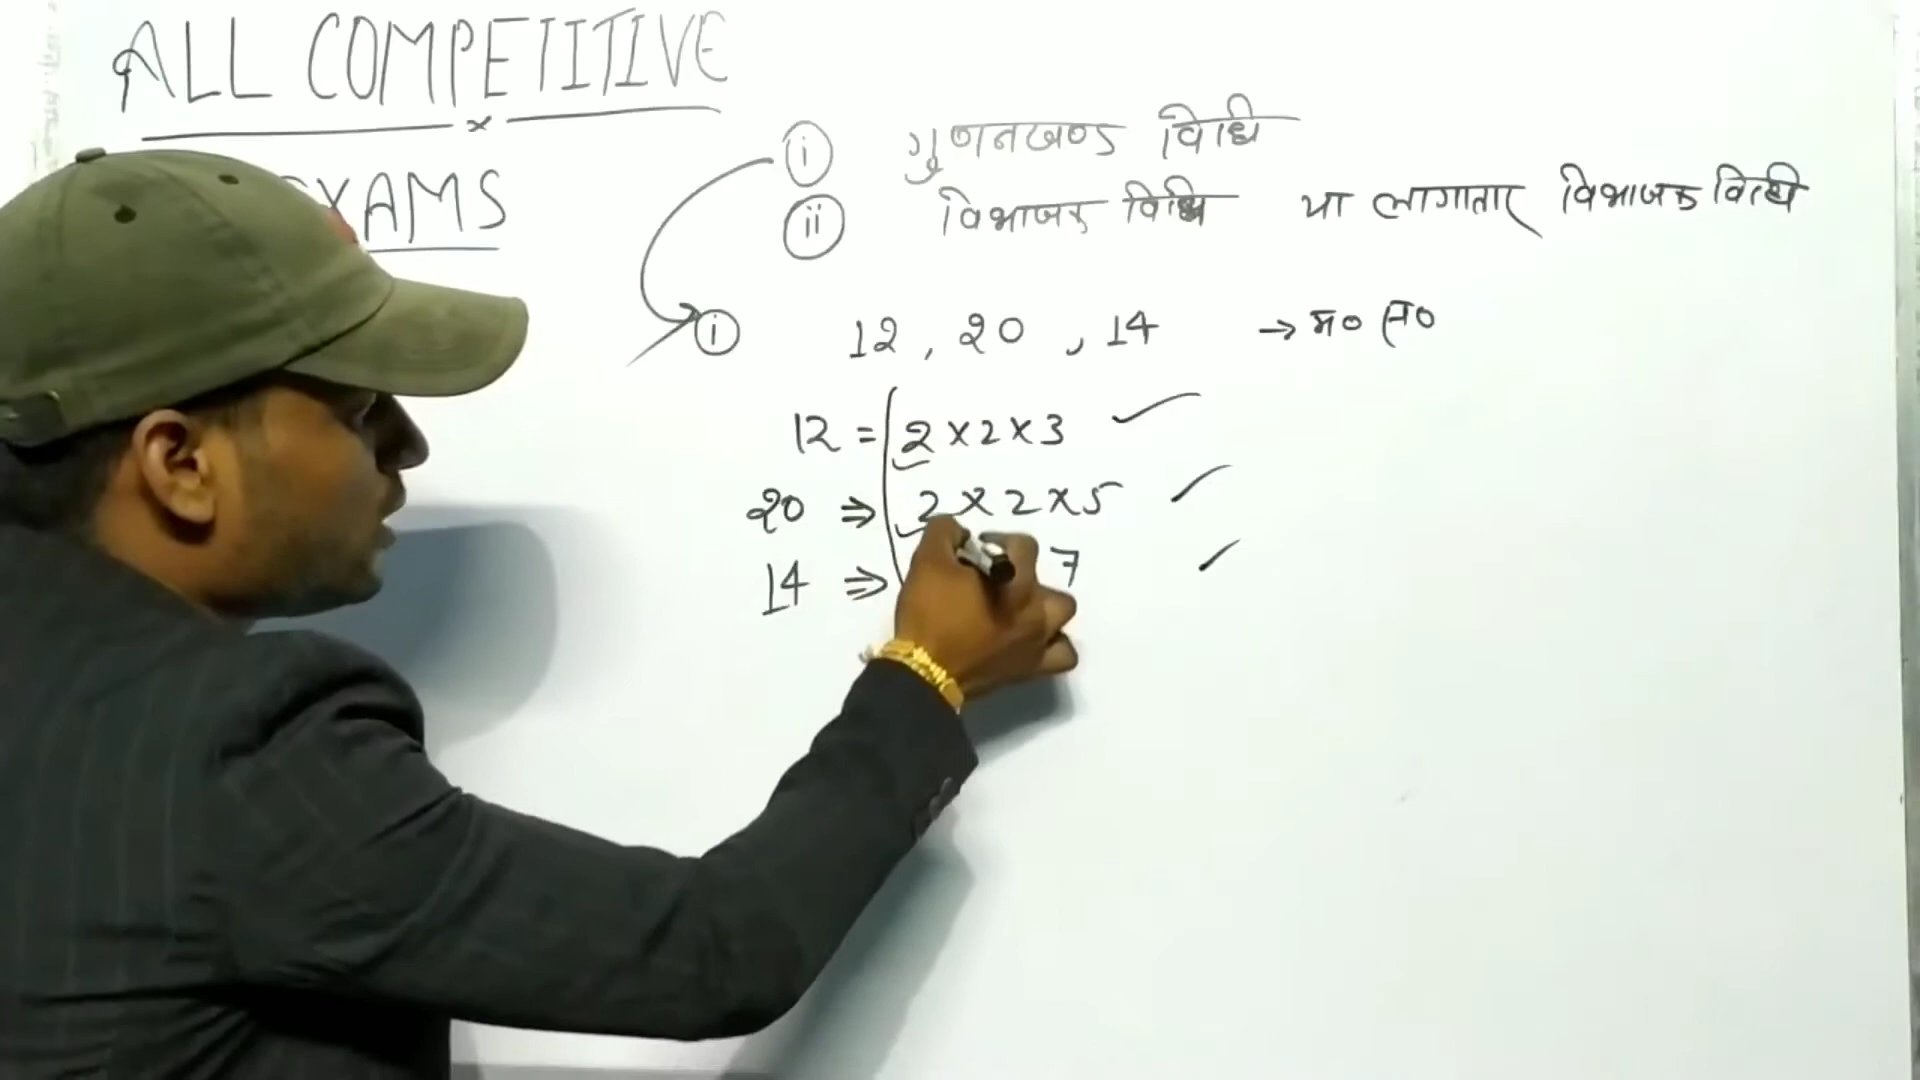 ALL COMPETITIVE
EXAMS
i गुणनखण्ड विधि
ii विभाजक विधि या लागातार विभाजक विधी
i 12 , 20 , 14 → म० स०
12 = 2 × 2 × 3
20 ⇒ 2 × 2 × 5
14 ⇒ 7